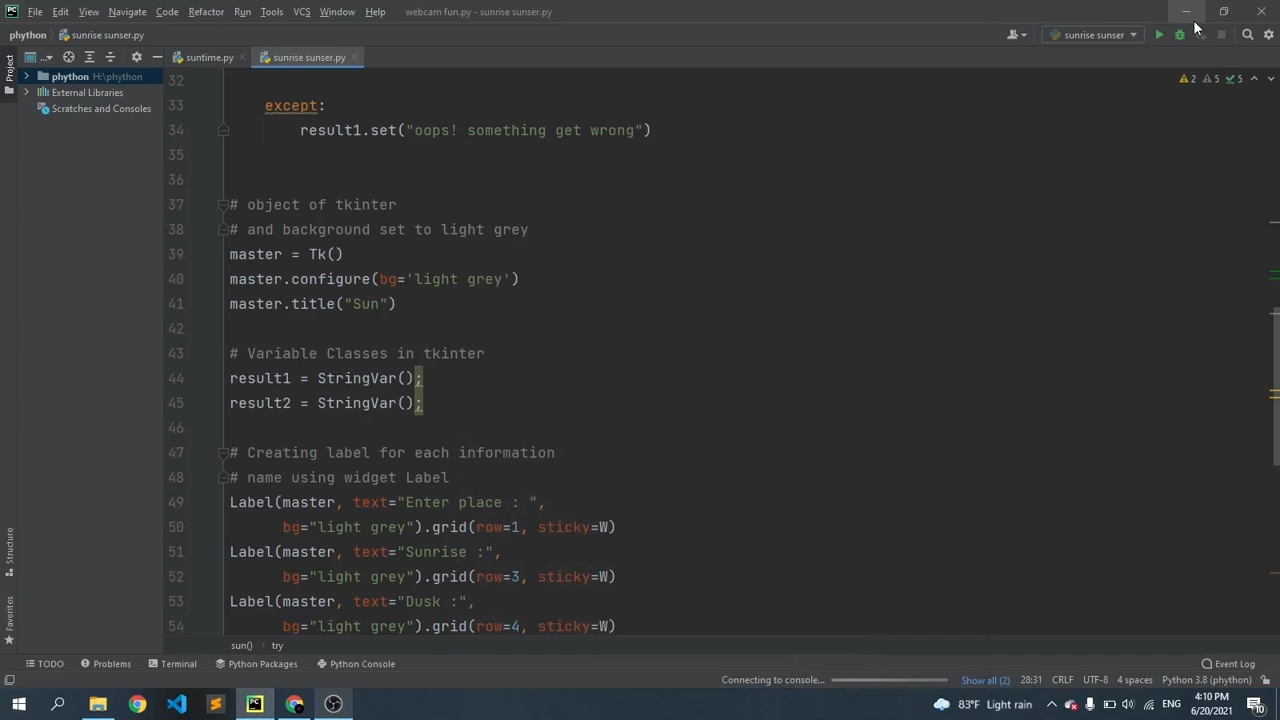 File Edit View Navigate Code Refactor Run Tools VCS Window Help webcam fun.py - sunrise sunser.py
phython sunrise sunser.py sunrise sunser
Project ... suntime.py sunrise sunser.py
phython H:\phython
External Libraries
Scratches and Consoles
2 5 5
32
33 except:
34 result1.set("oops! something get wrong")
35
36
37 # object of tkinter
38 # and background set to light grey
39 master = Tk()
40 master.configure(bg='light grey')
41 master.title("Sun")
42
43 # Variable Classes in tkinter
44 result1 = StringVar();
45 result2 = StringVar();
46
47 # Creating label for each information
48 # name using widget Label
49 Label(master, text="Enter place : ",
50 bg="light grey").grid(row=1, sticky=W)
51 Label(master, text="Sunrise :",
52 bg="light grey").grid(row=3, sticky=W)
53 Label(master, text="Dusk :",
54 bg="light grey").grid(row=4, sticky=W)
Structure
Favorites
sun() try
TODO Problems Terminal Python Packages Python Console Event Log
Connecting to console... Show all (2) 28:31 CRLF UTF-8 4 spaces Python 3.8 (phython)
83°F Light rain ENG 4:10 PM
6/20/2021 10